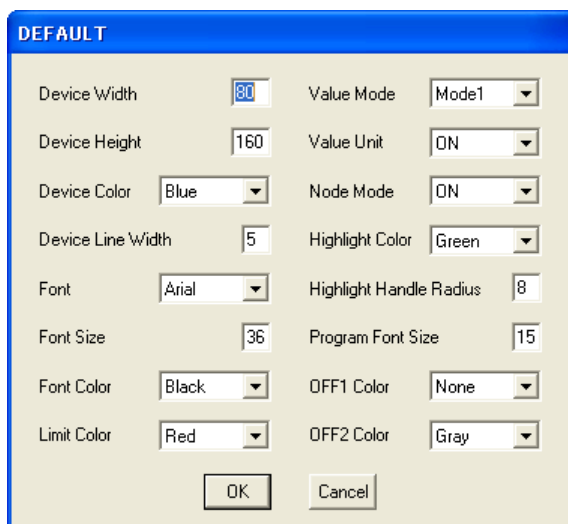 DEFAULT
Device Width 80 Value Mode Mode1
Device Height 160 Value Unit ON
Device Color Blue Node Mode ON
Device Line Width 5 Highlight Color Green
Font Arial Highlight Handle Radius 8
Font Size 36 Program Font Size 15
Font Color Black OFF1 Color None
Limit Color Red OFF2 Color Gray
OK Cancel